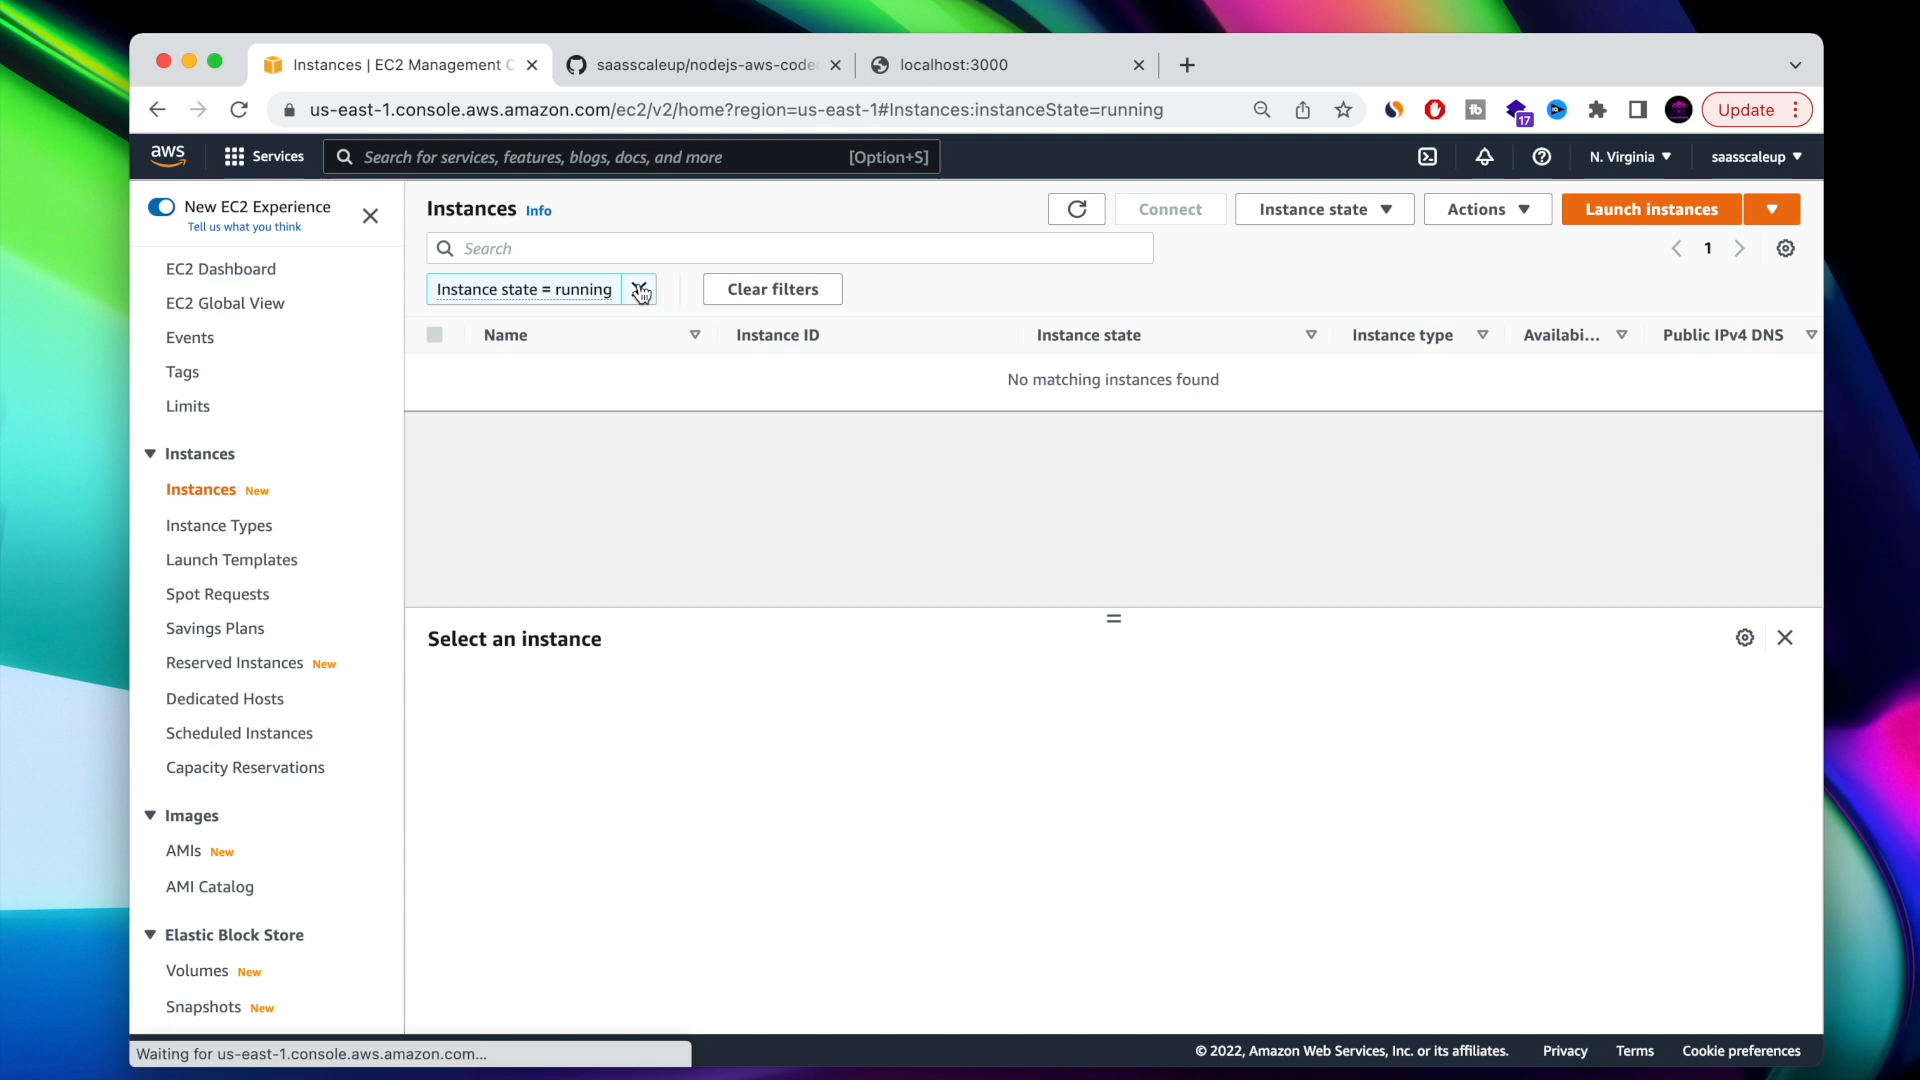 Instances | EC2 Management C
saasscaleup/nodejs-aws-codec
localhost:3000
us-east-1.console.aws.amazon.com/ec2/v2/home?region=us-east-1#Instances:instanceState=running
tb
17
Update
aws
Services
Search for services, features, blogs, docs, and more
[Option+S]
N. Virginia
saasscaleup
New EC2 Experience
Tell us what you think
EC2 Dashboard
EC2 Global View
Events
Tags
Limits
Instances
Instances New
Instance Types
Launch Templates
Spot Requests
Savings Plans
Reserved Instances New
Dedicated Hosts
Scheduled Instances
Capacity Reservations
Images
AMIs New
AMI Catalog
Elastic Block Store
Volumes New
Snapshots New
Instances Info
Connect
Instance state
Actions
Launch instances
Search
1
Instance state = running
Clear filters
Name
Instance ID
Instance state
Instance type
Availabi...
Public IPv4 DNS
No matching instances found
Select an instance
Waiting for us-east-1.console.aws.amazon.com...
© 2022, Amazon Web Services, Inc. or its affiliates.
Privacy
Terms
Cookie preferences